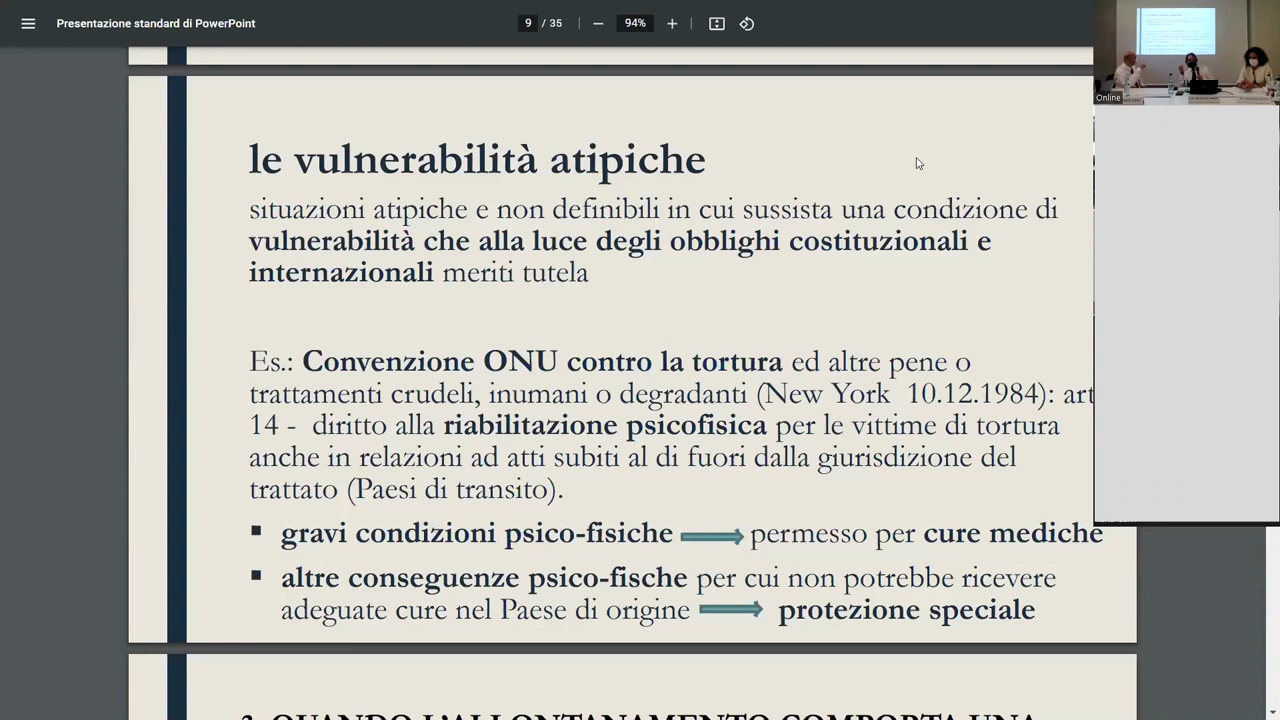 Presentazione standard di PowerPoint
9 / 35
94%
Online
le vulnerabilità atipiche
situazioni atipiche e non definibili in cui sussista una condizione di
vulnerabilità che alla luce degli obblighi costituzionali e
internazionali meriti tutela
Es.: Convenzione ONU contro la tortura ed altre pene o
trattamenti crudeli, inumani o degradanti (New York 10.12.1984): art
14 - diritto alla riabilitazione psicofisica per le vittime di tortura
anche in relazioni ad atti subiti al di fuori dalla giurisdizione del
trattato (Paesi di transito).
▪ gravi condizioni psico-fisiche permesso per cure mediche
▪ altre conseguenze psico-fische per cui non potrebbe ricevere
adeguate cure nel Paese di origine protezione speciale
3. QUANDO L'ALLONTANAMENTO COMPORTA UNA